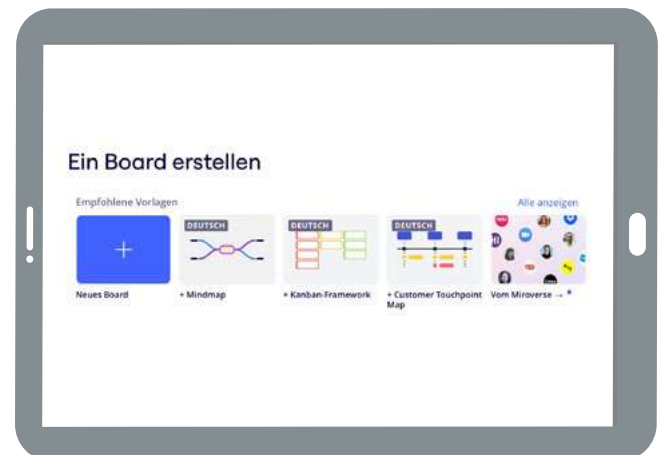 Ein Board erstellen
Empfohlene Vorlagen
Alle anzeigen
DEUTSCH
DEUTSCH
DEUTSCH
Neues Board
+ Mindmap
+ Kanban-Framework
+ Customer Touchpoint
Map
Vom Miroverse →